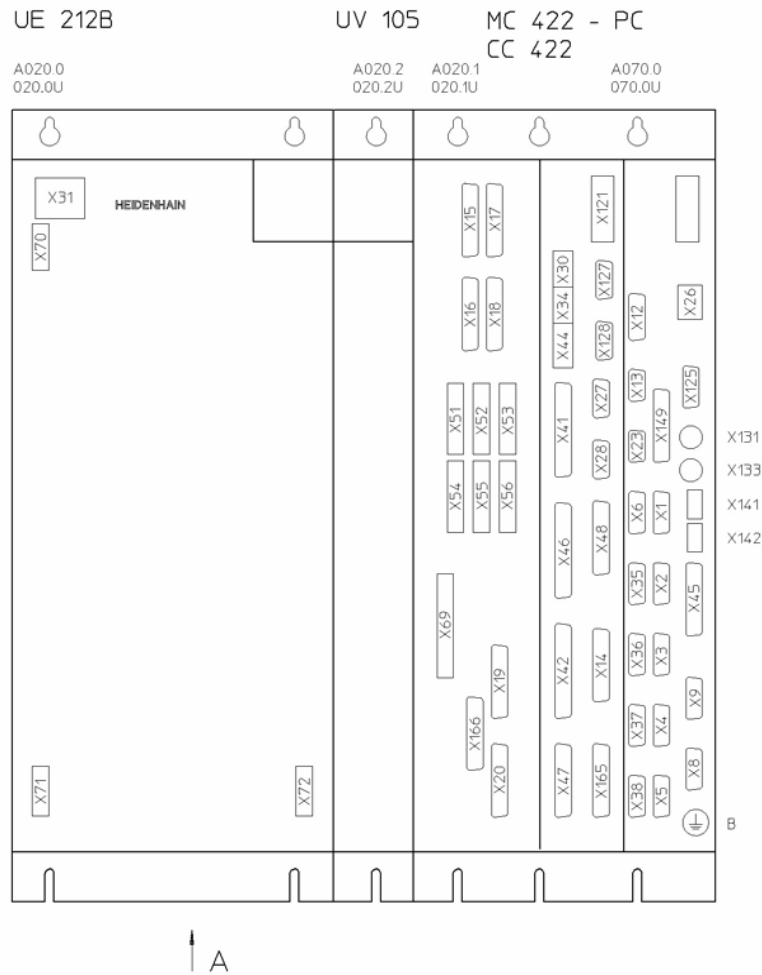 UE 212B
UV 105
MC 422 - PC
CC 422
A020.0
020.0U
A020.2
020.2U
A020.1
020.1U
A070.0
070.0U
X31
HEIDENHAIN
X70
X15
X17
X121
X30
X127
X16
X18
X34
X12
X26
X44
X128
X13
X125
X51
X52
X53
X41
X27
X149
X131
X23
X28
X133
X54
X55
X56
X6
X1
X141
X46
X48
X142
X35
X2
X45
X69
X36
X3
X19
X42
X14
X9
X166
X37
X4
X71
X72
X20
X47
X165
X38
X5
X8
B
A